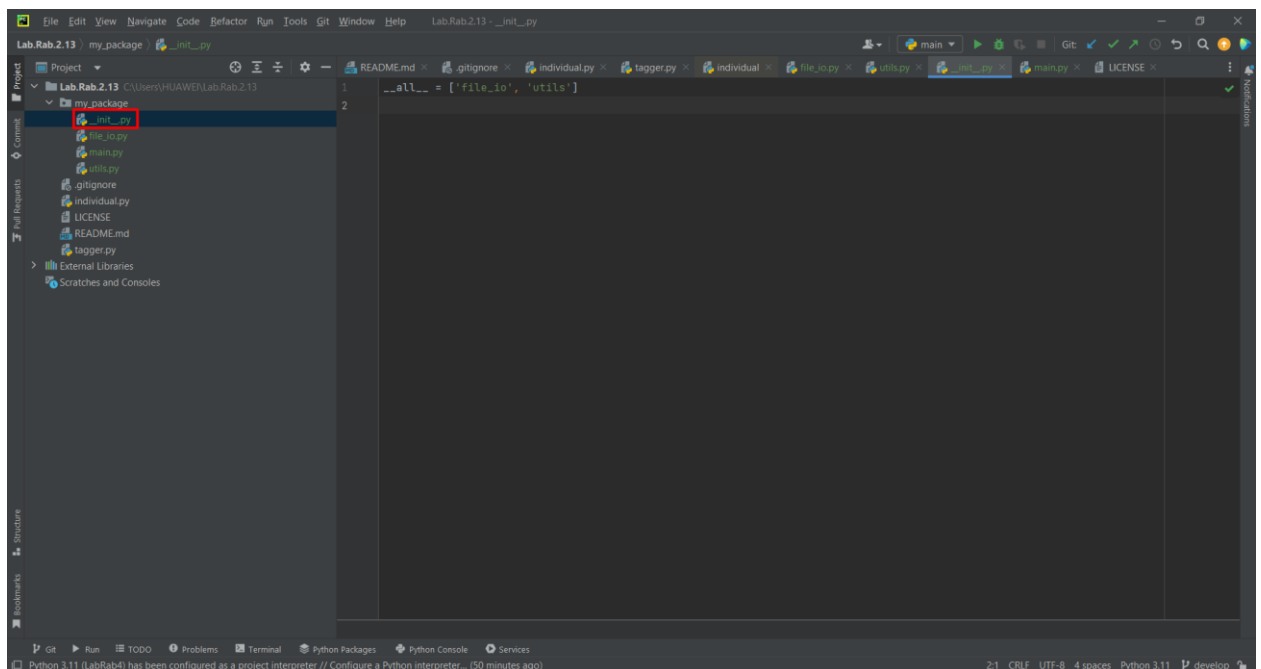 File Edit View Navigate Code Refactor Run Tools Git Window Help Lab.Rab.2.13 - __init__.py
Lab.Rab.2.13 my_package __init__.py main Git:
Project README.md .gitignore individual.py tagger.py individual file_io.py utils.py __init__.py main.py LICENSE
Project
Commit
Pull Requests
Structure
Bookmarks
Lab.Rab.2.13 C:\Users\HUAWEI\Lab.Rab.2.13
my_package
__init__.py
file_io.py
main.py
utils.py
.gitignore
individual.py
LICENSE
README.md
tagger.py
External Libraries
Scratches and Consoles
1 __all__ = ['file_io', 'utils']
2
Notifications
Git Run TODO Problems Terminal Python Packages Python Console Services
Python 3.11 (LabRab4) has been configured as a project interpreter // Configure a Python interpreter... (50 minutes ago) 2:1 CRLF UTF-8 4 spaces Python 3.11 develop